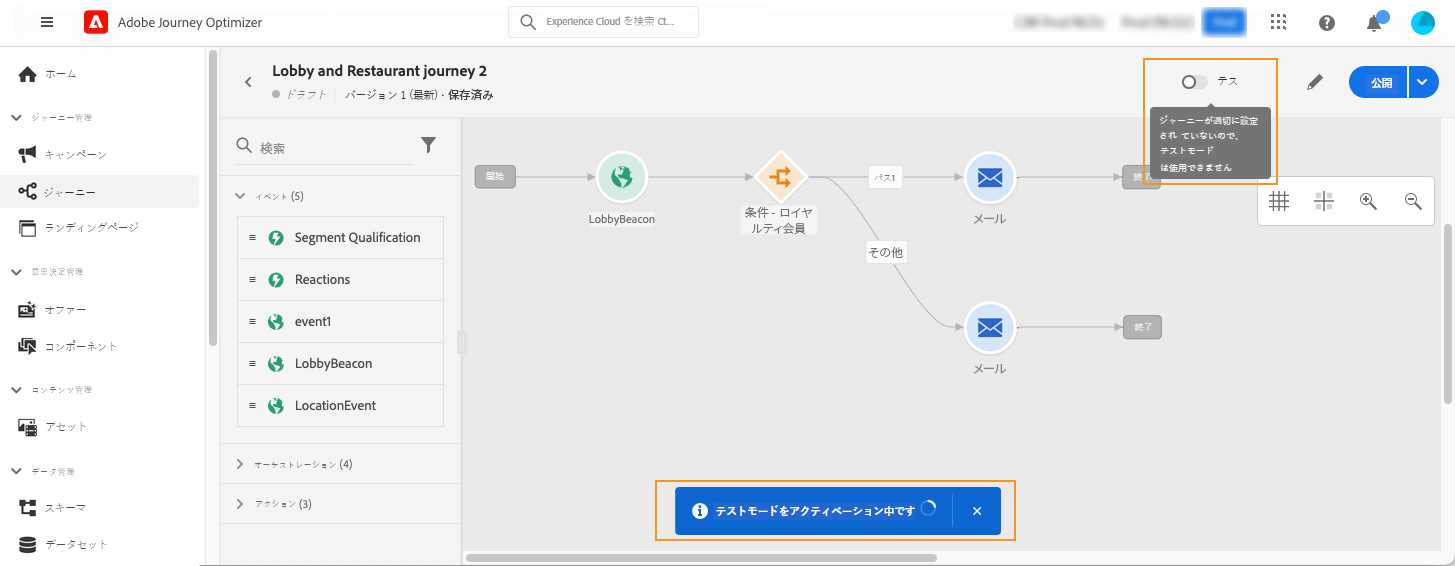 Adobe Journey Optimizer
Experience Cloud を検索 Ct...
ホーム
ジャーニー管理
キャンペーン
ジャーニー
ランディングページ
意思決定管理
オファー
コンポーネント
コンテンツ管理
アセット
データ管理
スキーマ
データセット
Lobby and Restaurant journey 2
ドラフト
バージョン 1 (最新)・保存済み
テス
公開
ジャーニーが適切に設定
され ていないので、
テストモード
は使用できません
検索
イベント (5)
Segment Qualification
Reactions
event1
LobbyBeacon
LocationEvent
オーケストレーション (4)
アクション (3)
開始
LobbyBeacon
条件 - ロイヤ
ルティ会員
パス1
メール
終了
その他
メール
終了
テストモードをアクティベーション中です